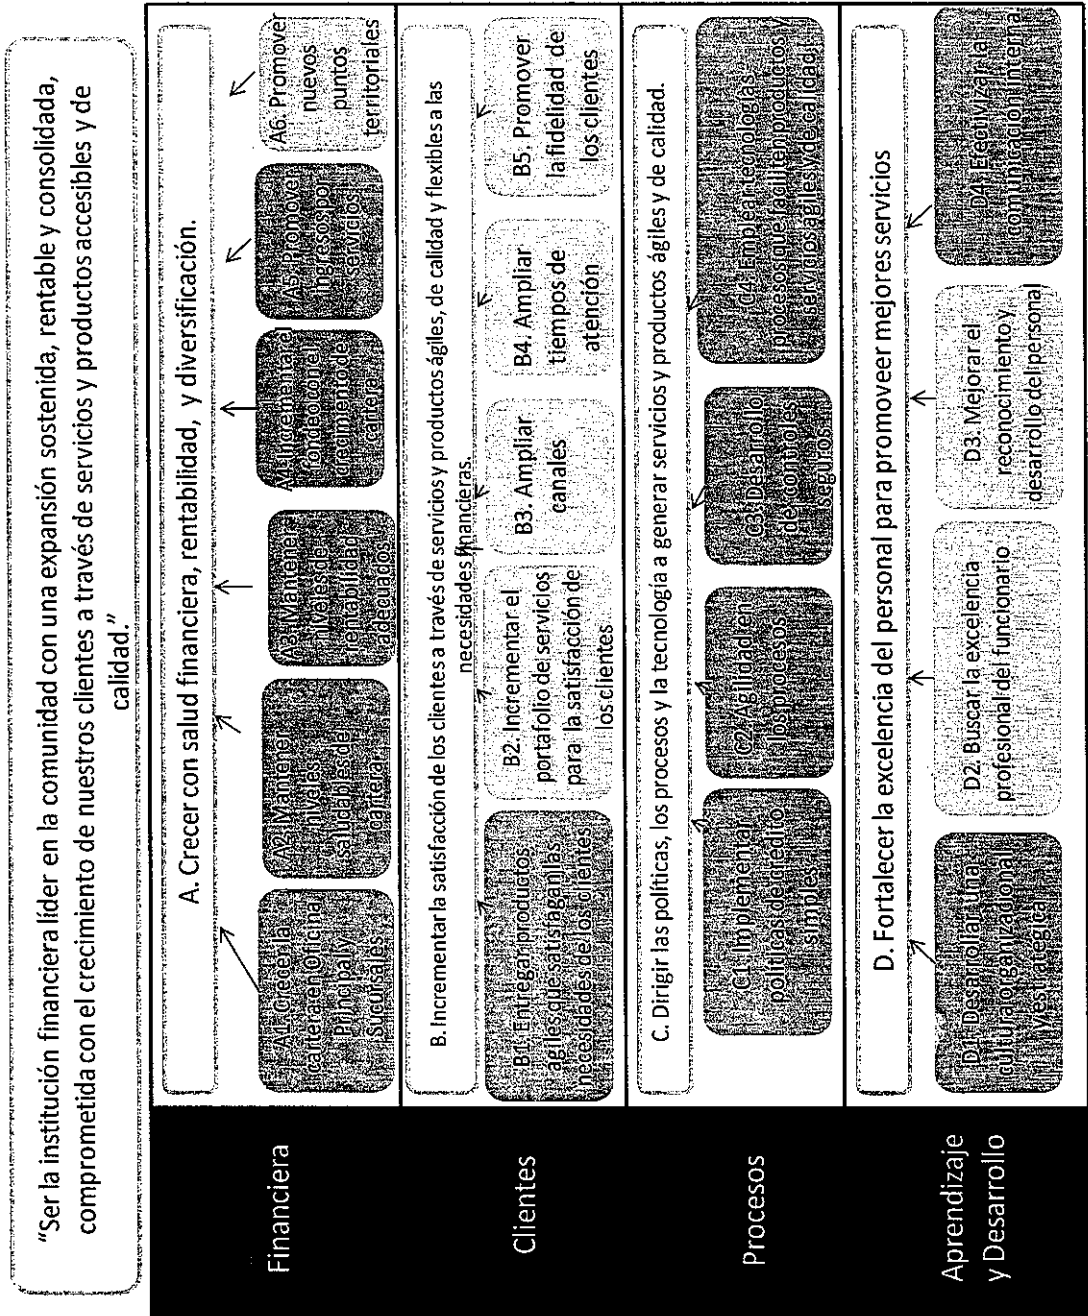 "Ser la institución financiera líder en la comunidad con una expansión sostenida, rentable y consolidada,
comprometida con el crecimiento de nuestros clientes a través de servicios y productos accesibles y de
calidad."
Financiera
A. Crecer con salud financiera, rentabilidad, y diversificación.
A1. Crecer la
cartera en Oficina
Principal y
Sucursales
A2. Mantener
niveles
saludables de
cartera
A3. Mantener
niveles de
rentabilidad
adecuados
A4. Incrementar el
fondeo con el
crecimiento de
cartera
A5. Promover
ingresos por
servicios
A6. Promover
nuevos
puntos
territoriales
Clientes
B. Incrementar la satisfacción de los clientes a través de servicios y productos ágiles, de calidad y flexibles a las
necesidades financieras.
B1. Entregar productos
ágiles que satisfagan las
necesidades de los clientes
B2. Incrementar el
portafolio de servicios
para la satisfacción de
los clientes
B3. Ampliar
canales
B4. Ampliar
tiempos de
atención
B5. Promover
la fidelidad de
los clientes
Procesos
C. Dirigir las políticas, los procesos y la tecnología a generar servicios y productos ágiles y de calidad.
C1. Implementar
políticas de crédito
simples
C2. Agilidad en
los procesos
C3. Desarrollo
de controles
seguros
C4. Emplear tecnologías
y procesos que faciliten productos y
servicios ágiles y de calidad.
Aprendizaje
y Desarrollo
D. Fortalecer la excelencia del personal para promover mejores servicios
D1. Desarrollar una
cultura organizacional
y estratégica
D2. Buscar la excelencia
profesional del funcionario
D3. Mejorar el
reconocimiento y
desarrollo del personal
D4. Efectivizar la
comunicación interna